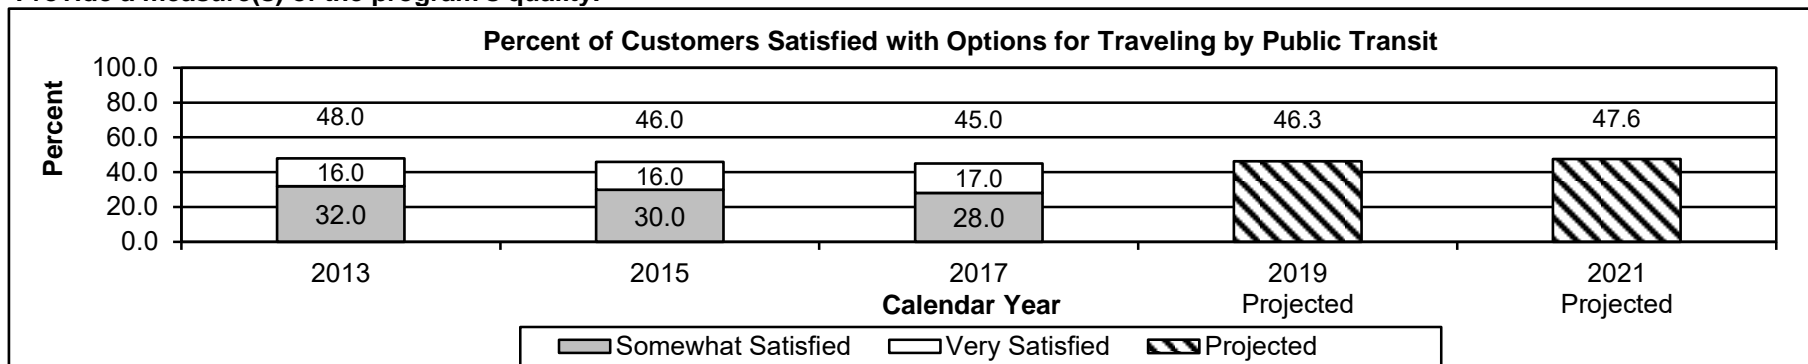 Provide a measure(s) of the program's quality.
Percent of Customers Satisfied with Options for Traveling by Public Transit
Percent
100.0
80.0
60.0
40.0
20.0
0.0
48.0
46.0
45.0
46.3
47.6
16.0
16.0
17.0
32.0
30.0
28.0
2013
2015
2017
2019
2021
Calendar Year
Projected
Projected
Somewhat Satisfied
Very Satisfied
Projected